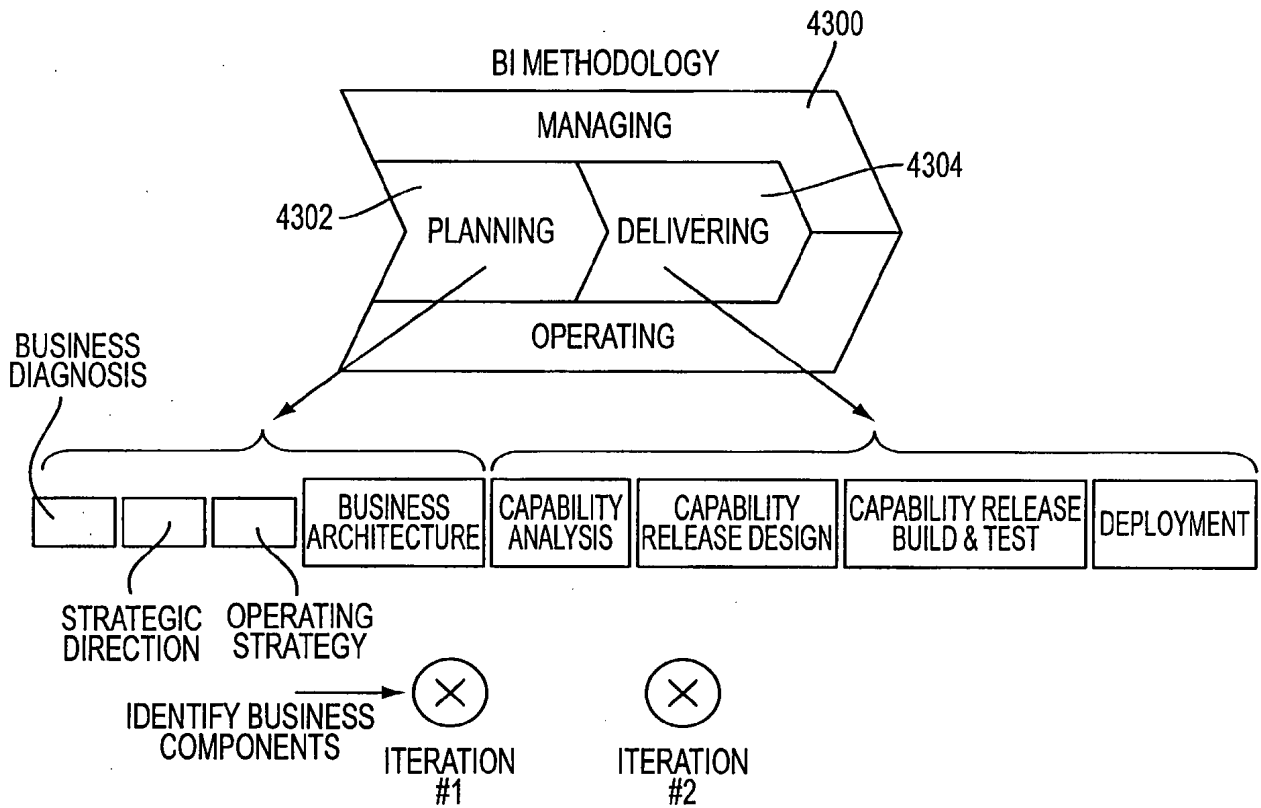 4300
BI METHODOLOGY
MANAGING
4304
4302
PLANNING
DELIVERING
OPERATING
BUSINESS
DIAGNOSIS
BUSINESS
ARCHITECTURE
CAPABILITY
ANALYSIS
CAPABILITY
RELEASE DESIGN
CAPABILITY RELEASE
BUILD & TEST
DEPLOYMENT
STRATEGIC
DIRECTION
OPERATING
STRATEGY
IDENTIFY BUSINESS
COMPONENTS
ITERATION
#1
ITERATION
#2